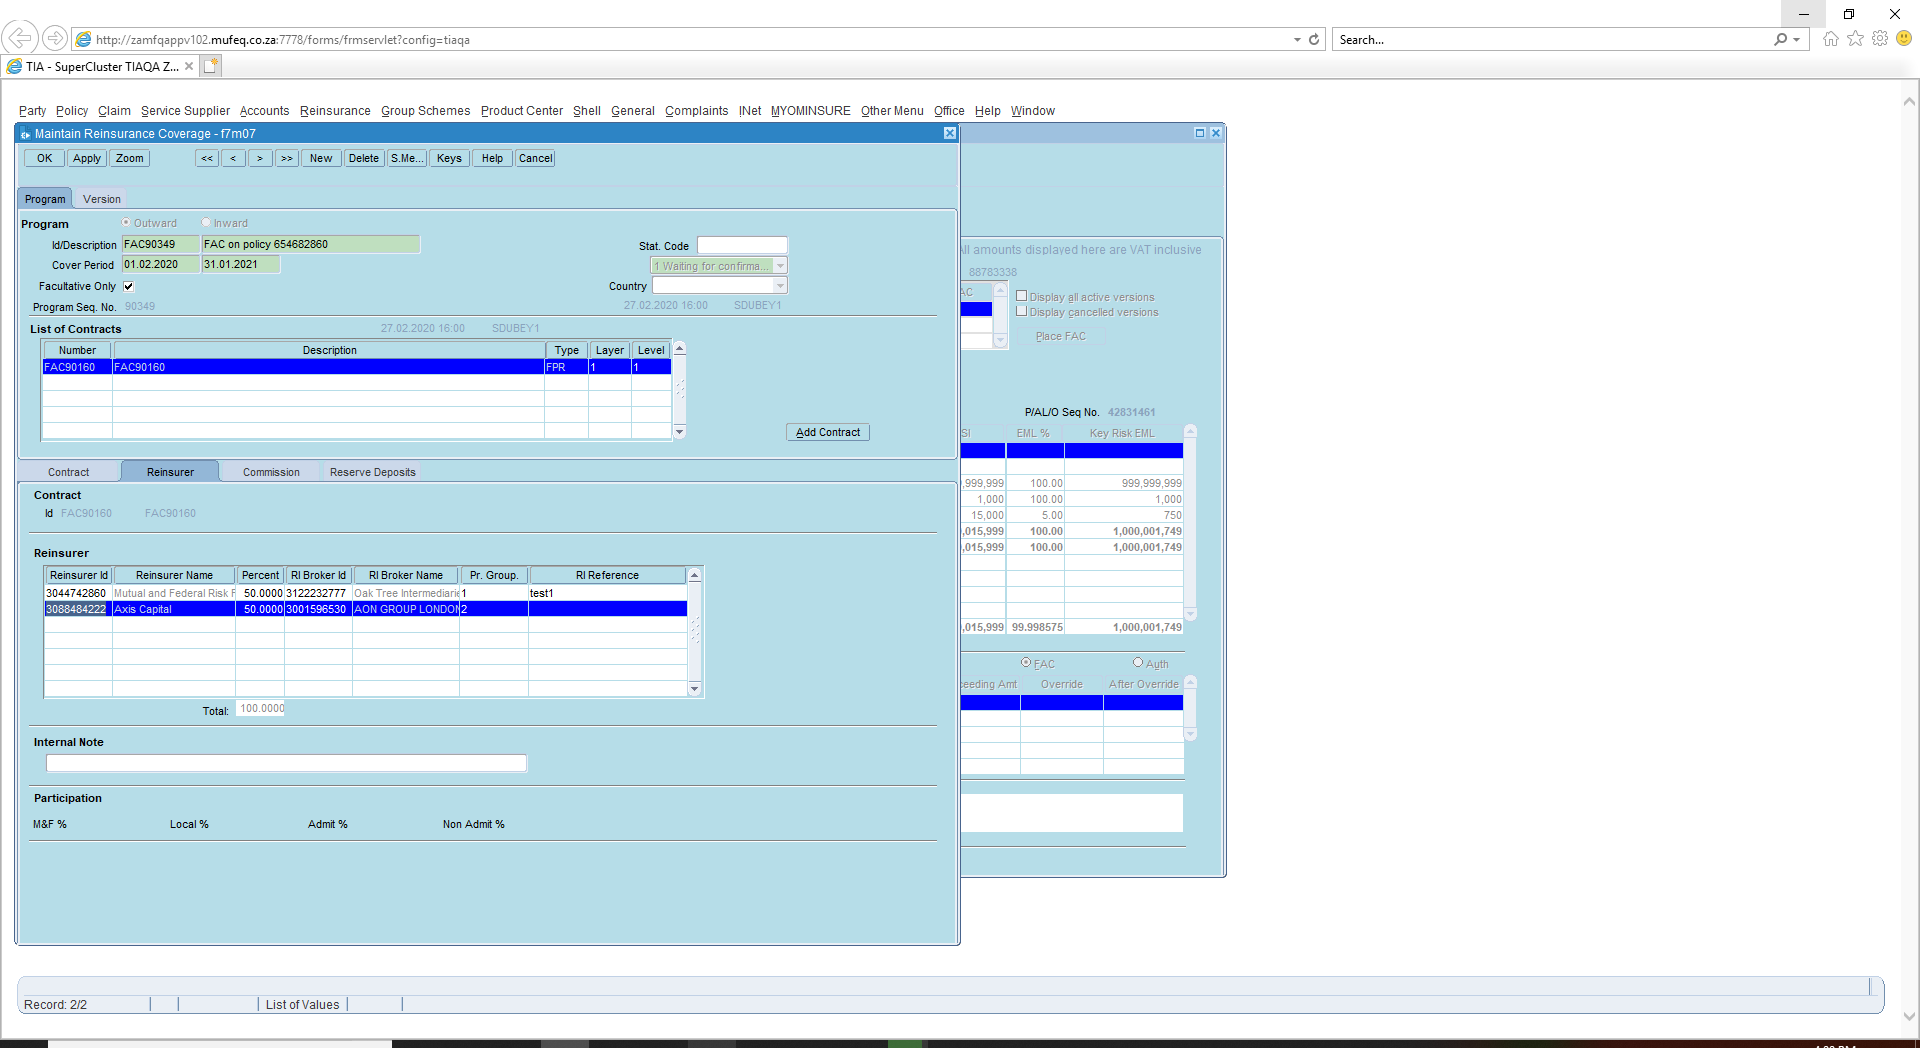 http://zamfqappv102.mufeq.co.za:7778/forms/frmservlet?config=tiaqa
Search...
TIA - SuperCluster TIAQA Z...
Party Policy Claim Service Supplier Accounts Reinsurance Group Schemes Product Center Shell General Complaints INet MYOMINSURE Other Menu Office Help Window
Maintain Reinsurance Coverage - f7m07
OK Apply Zoom << < > >> New Delete S.Me... Keys Help Cancel
Program Version
Program Outward Inward
Id/Description FAC90349 FAC on policy 654682860 Stat. Code
Cover Period 01.02.2020 31.01.2021 1 Waiting for confirma...
Facultative Only Country
Program Seq. No. 90349 27.02.2020 16:00 SDUBEY1
List of Contracts 27.02.2020 16:00 SDUBEY1
Number Description Type Layer Level
FAC90160 FAC90160 FPR 1 1
Add Contract
Contract Reinsurer Commission Reserve Deposits
Contract
Id FAC90160 FAC90160
Reinsurer
Reinsurer Id Reinsurer Name Percent RI Broker Id RI Broker Name Pr. Group. RI Reference
3044742860 Mutual and Federal Risk F 50.0000 3122232777 Oak Tree Intermediarie 1 test1
3088484222 Axis Capital 50.0000 3001596530 AON GROUP LONDON 2
Total: 100.0000
Internal Note
Participation
M&F % Local % Admit % Non Admit %
All amounts displayed here are VAT inclusive
88783338
AC
Display all active versions
Display cancelled versions
Place FAC
P/AL/O Seq No. 42831461
SI EML % Key Risk EML
,999,999 100.00 999,999,999
1,000 100.00 1,000
15,000 5.00 750
,015,999 100.00 1,000,001,749
,015,999 100.00 1,000,001,749
,015,999 99.998575 1,000,001,749
FAC Auth
ceeding Amt Override After Override
Record: 2/2 List of Values